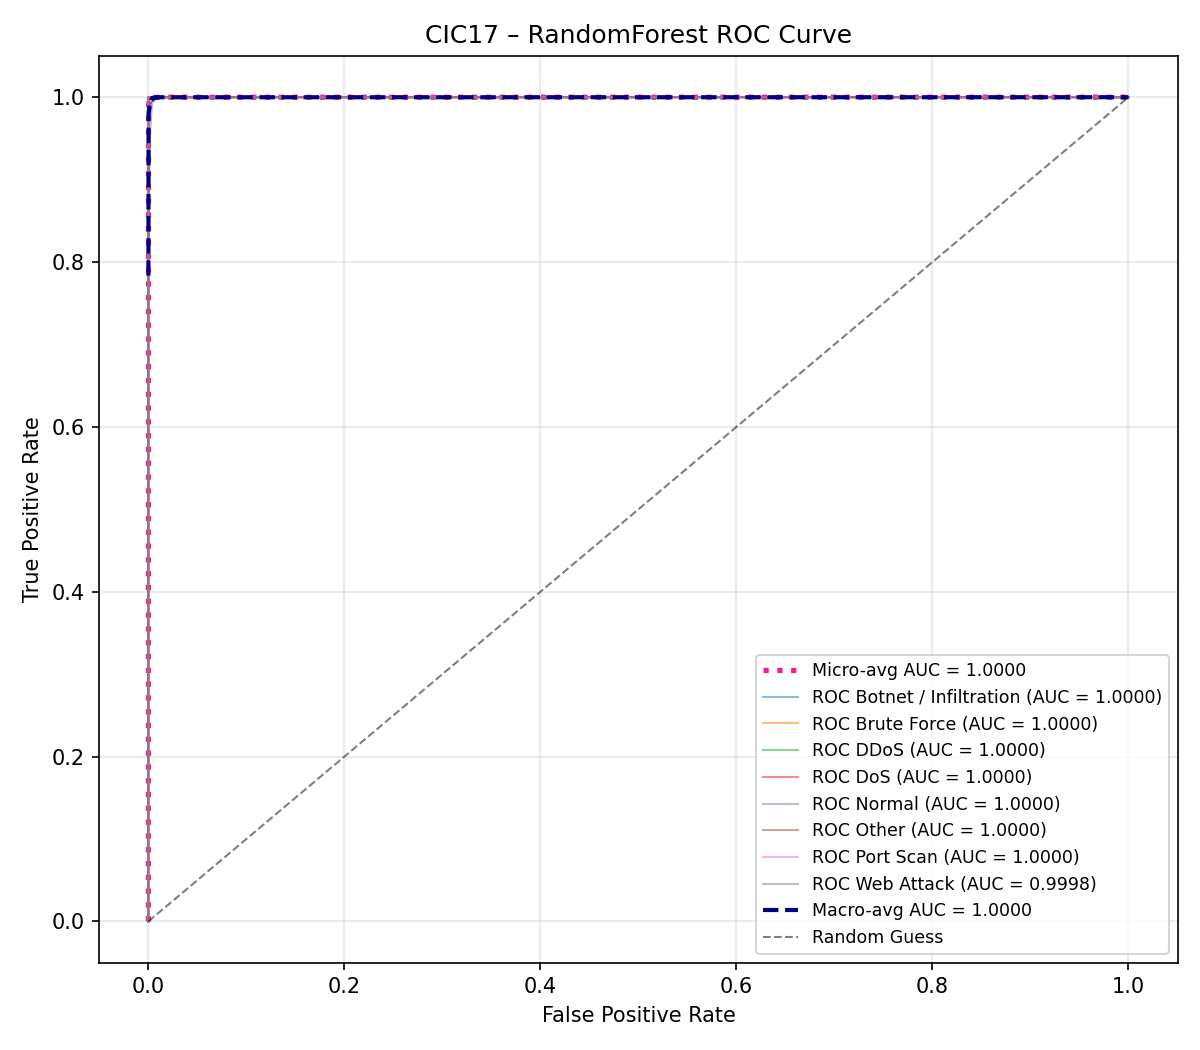 CIC17 – RandomForest ROC Curve
1.0
0.8
0.6
0.4
0.2
0.0
True Positive Rate
0.0 0.2 0.4 0.6 0.8 1.0
False Positive Rate
Micro-avg AUC = 1.0000
ROC Botnet / Infiltration (AUC = 1.0000)
ROC Brute Force (AUC = 1.0000)
ROC DDoS (AUC = 1.0000)
ROC DoS (AUC = 1.0000)
ROC Normal (AUC = 1.0000)
ROC Other (AUC = 1.0000)
ROC Port Scan (AUC = 1.0000)
ROC Web Attack (AUC = 0.9998)
Macro-avg AUC = 1.0000
Random Guess